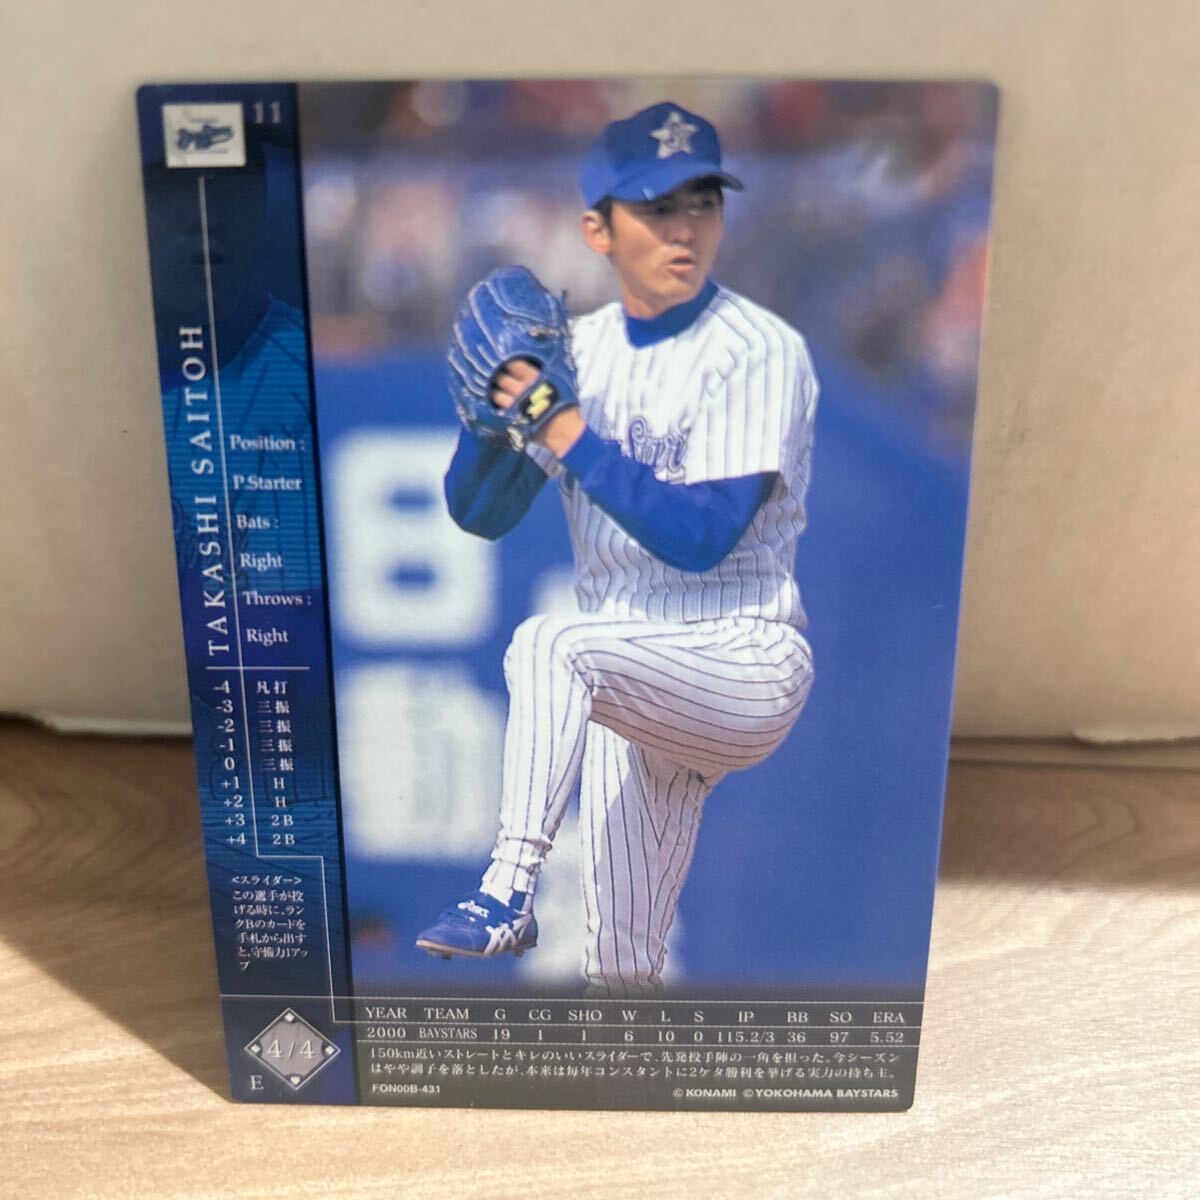 11
TAKASHI SAITOH
Position :
P.Starter
Bats :
Right
Throws :
Right
-4 凡打
-3 三振
-2 三振
-1 三振
0 三振
+1 H
+2 H
+3 2B
+4 2B
<スライダー>
この選手が投
げる時に、ラン
クBのカードを
手札から出す
と、守備力1アッ
プ
4/4
E
YEAR TEAM G CG SHO W L S IP BB SO ERA
2000 BAYSTARS 19 1 1 6 10 0 115.2/3 36 97 5.52
150km近いストレートとキレのいいスライダーで、先発投手陣の一角を担った。今シーズン
はやや調子を落としたが、本来は毎年コンスタントに2ケタ勝利を挙げる実力の持ち主。
FON00B-431
© KONAMI ©YOKOHAMA BAYSTARS